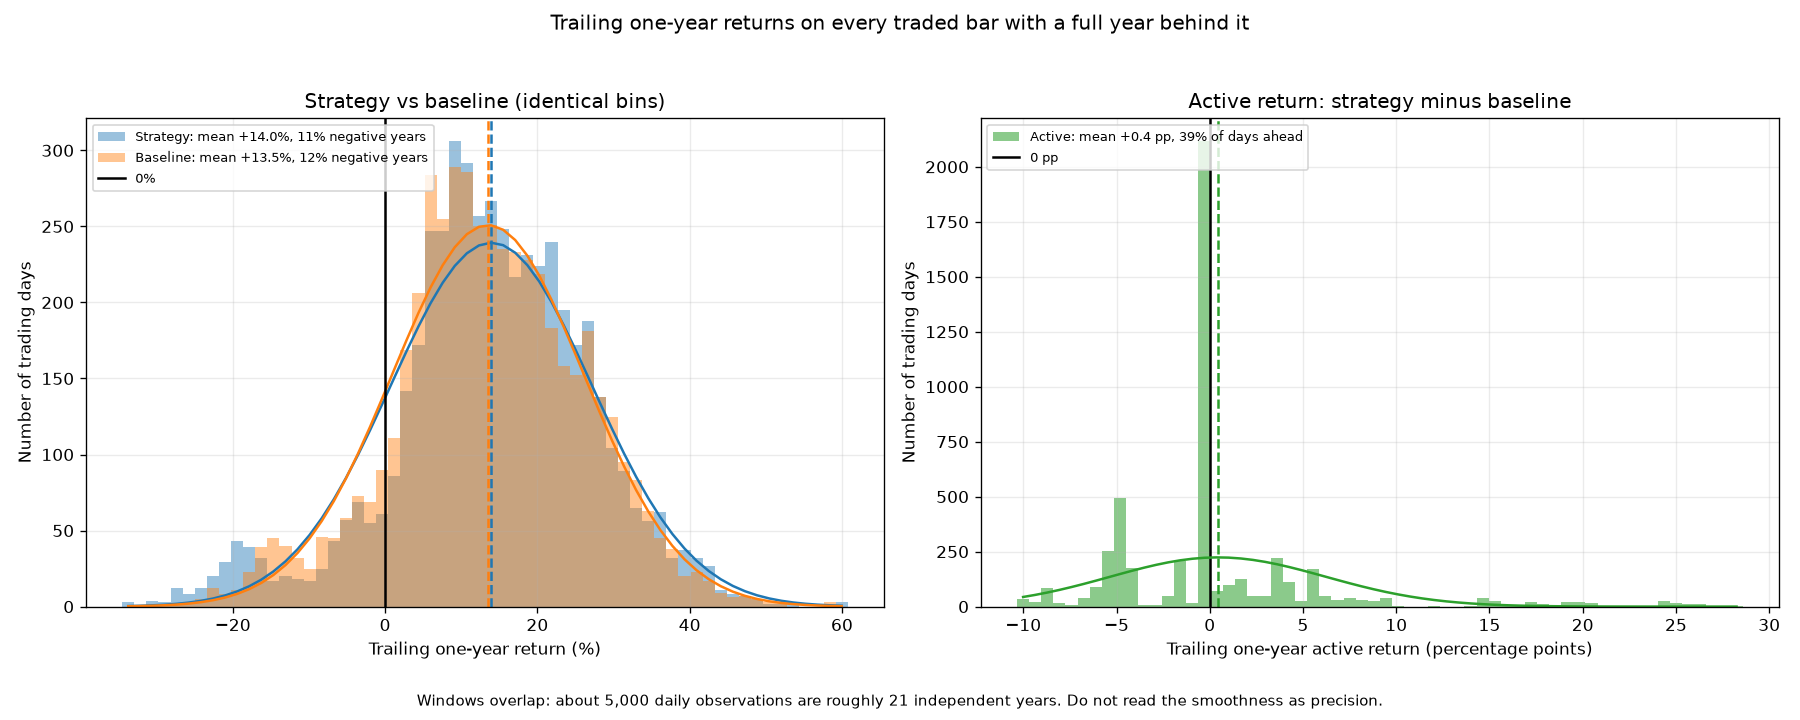 Trailing one-year returns on every traded bar with a full year behind it
Strategy vs baseline (identical bins)
Strategy: mean +14.0%, 11% negative years
Baseline: mean +13.5%, 12% negative years
0%
300
250
200
150
100
50
0
Number of trading days
−20
0
20
40
60
Trailing one-year return (%)
Active return: strategy minus baseline
Active: mean +0.4 pp, 39% of days ahead
0 pp
2000
1750
1500
1250
1000
750
500
250
0
Number of trading days
−10
−5
0
5
10
15
20
25
30
Trailing one-year active return (percentage points)
Windows overlap: about 5,000 daily observations are roughly 21 independent years. Do not read the smoothness as precision.